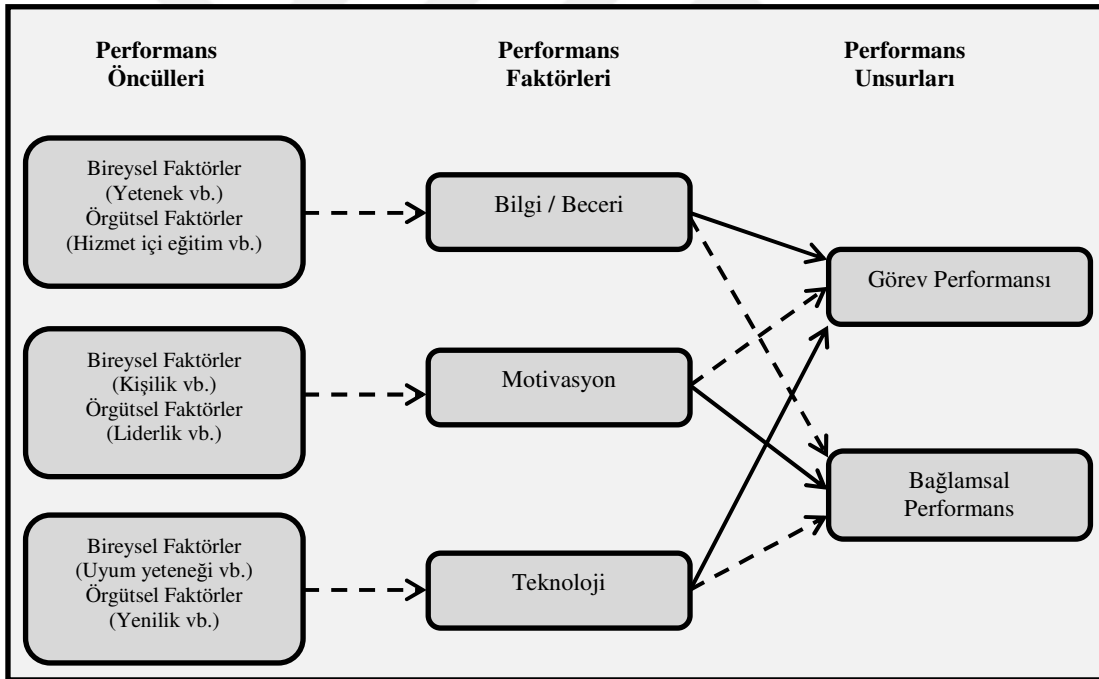 Performans
Öncülleri
Performans
Faktörleri
Performans
Unsurları
Bireysel Faktörler
(Yetenek vb.)
Örgütsel Faktörler
(Hizmet içi eğitim vb.)
Bilgi / Beceri
Görev Performansı
Bireysel Faktörler
(Kişilik vb.)
Örgütsel Faktörler
(Liderlik vb.)
Motivasyon
Bağlamsal
Performans
Bireysel Faktörler
(Uyum yeteneği vb.)
Örgütsel Faktörler
(Yenilik vb.)
Teknoloji